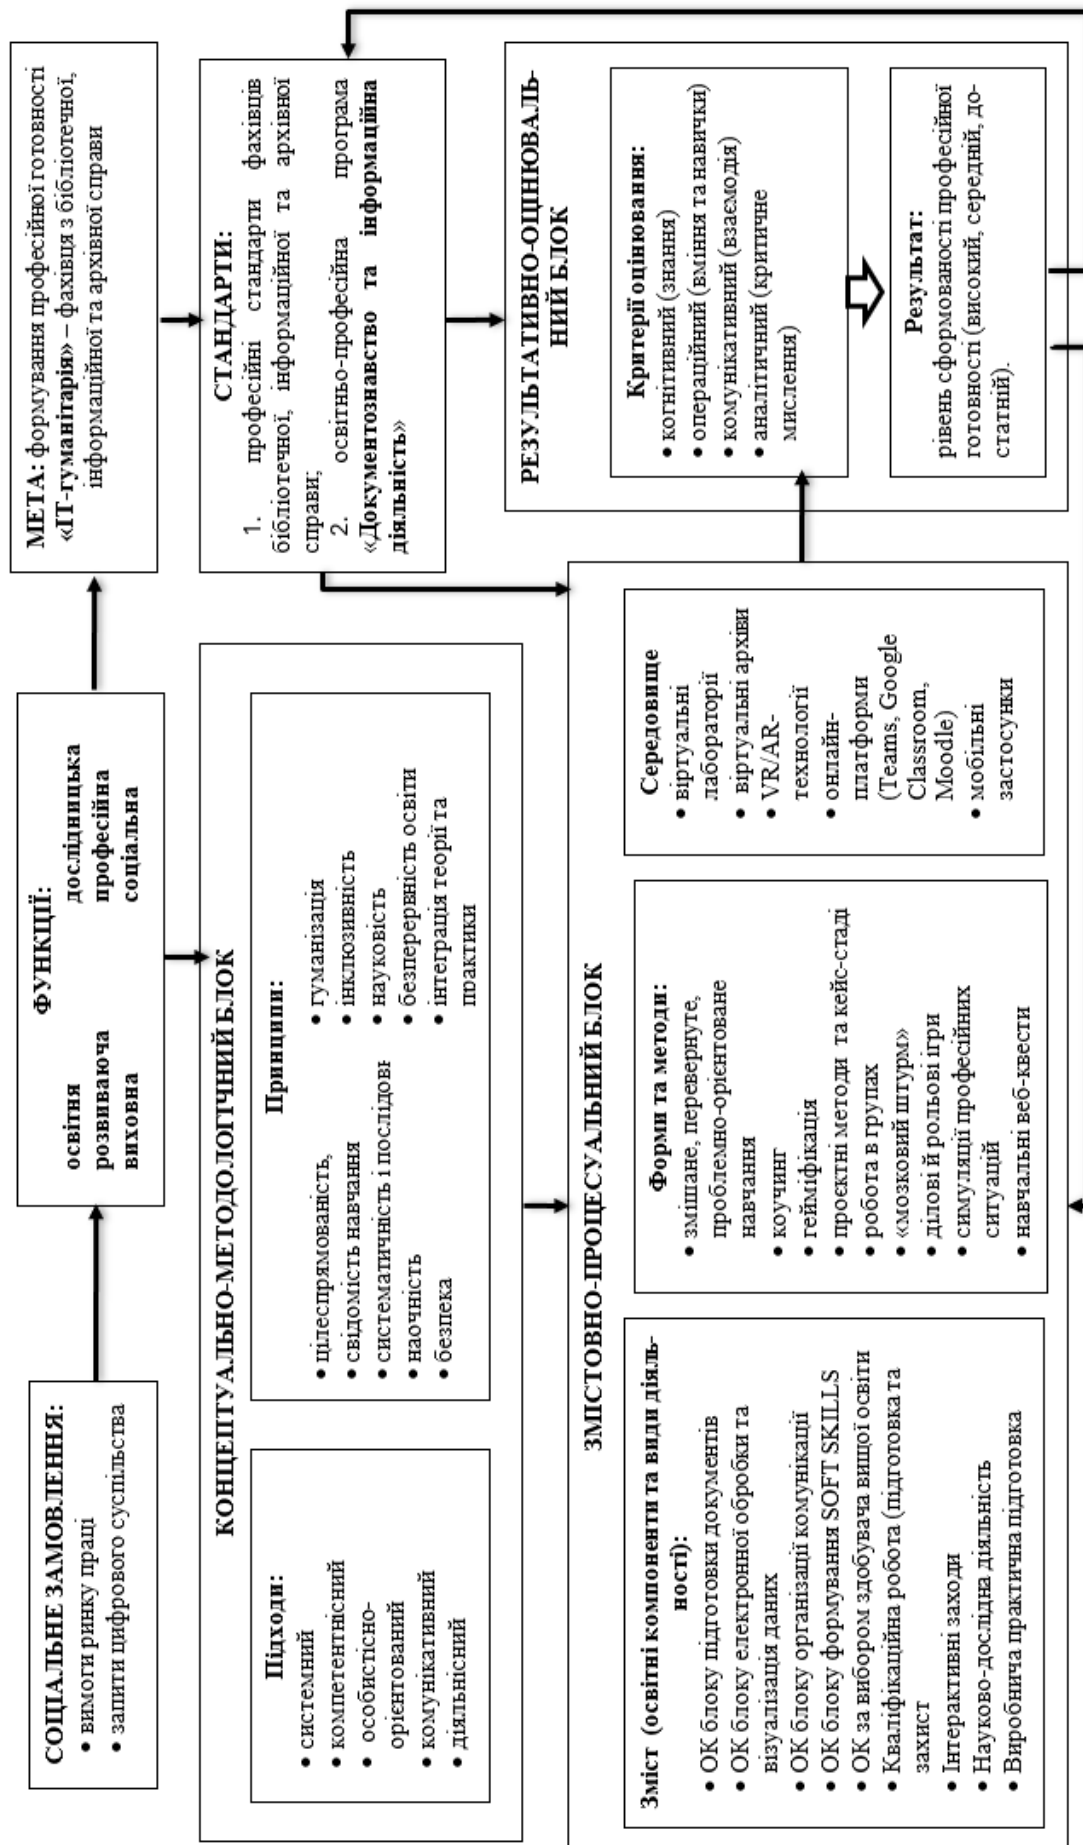 СОЦІАЛЬНЕ ЗАМОВЛЕННЯ:
• вимоги ринку праці
• запити цифрового суспільства
ФУНКЦІЇ:
освітня
розвиваюча
виховна
дослідницька
професійна
соціальна
МЕТА: формування професійної готовності
«ІТ-гуманітарія» – фахівця з бібліотечної,
інформаційної та архівної справи
КОНЦЕПТУАЛЬНО-МЕТОДОЛОГІЧНИЙ БЛОК
Підходи:
• системний
• компетентнісний
• особистісно-
орієнтований
• комунікативний
• діяльнісний
Принципи:
• цілеспрямованість,
• свідомість навчання
• систематичність і послідові
• наочність
• безпека
• гуманізація
• інклюзивність
• науковість
• безперервність освіти
• інтеграція теорії та
практики
СТАНДАРТИ:
1. професійні стандарти фахівців
бібліотечної, інформаційної та архівної
справи;
2. освітньо-професійна програма
«Документознавство та інформаційна
діяльність»
ЗМІСТОВНО-ПРОЦЕСУАЛЬНИЙ БЛОК
Зміст (освітні компоненти та види діяль-
ності):
• ОК блоку підготовки документів
• ОК блоку електронної обробки та
візуалізація даних
• ОК блоку організації комунікації
• ОК блоку формування SOFT SKILLS
• ОК за вибором здобувача вищої освіти
• Кваліфікаційна робота (підготовка та
захист
• Інтерактивні заходи
• Науково-дослідна діяльність
• Виробнича практична підготовка
Форми та методи:
• змішане, перевернуте,
проблемно-орієнтоване
навчання
• коучинг
• гейміфікація
• проєктні методи та кейс-стаді
• робота в групах
• «мозковий штурм»
• ділові й рольові ігри
• симуляції професійних
ситуацій
• навчальні веб-квести
Середовище
• віртуальні
лабораторії
• віртуальні архіви
• VR/AR-
технології
• онлайн-
платформи
(Teams, Google
Classroom,
Moodle)
• мобільні
застосунки
РЕЗУЛЬТАТИВНО-ОЦІНЮВАЛЬ-
НИЙ БЛОК
Критерії оцінювання:
• когнітивний (знання)
• операційний (вміння та навички)
• комунікативний (взаємодія)
• аналітичний (критичне
мислення)
Результат:
рівень сформованості професійної
готовності (високий, середній, до-
статній).